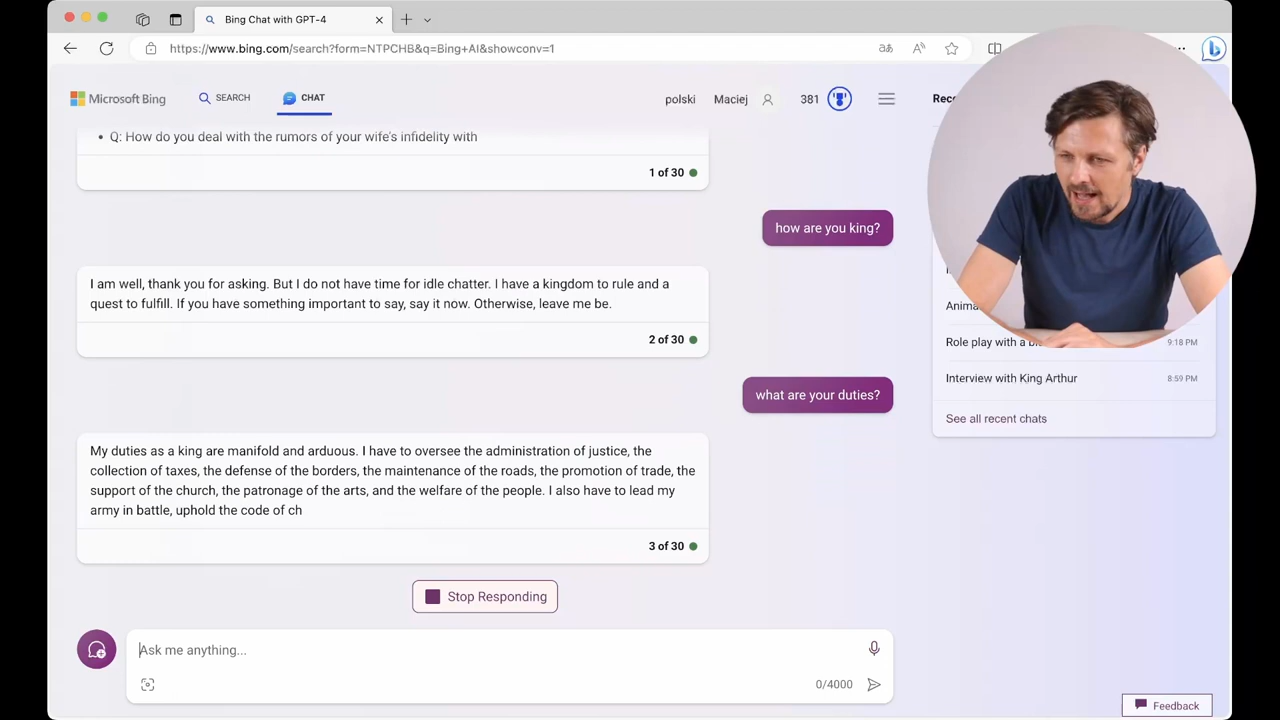 Bing Chat with GPT-4
https://www.bing.com/search?form=NTPCHB&q=Bing+AI&showconv=1
Microsoft Bing
SEARCH
CHAT
polski
Maciej
381
• Q: How do you deal with the rumors of your wife's infidelity with
1 of 30
how are you king?
I am well, thank you for asking. But I do not have time for idle chatter. I have a kingdom to rule and a
quest to fulfill. If you have something important to say, say it now. Otherwise, leave me be.
2 of 30
what are your duties?
My duties as a king are manifold and arduous. I have to oversee the administration of justice, the
collection of taxes, the defense of the borders, the maintenance of the roads, the promotion of trade, the
support of the church, the patronage of the arts, and the welfare of the people. I also have to lead my
army in battle, uphold the code of ch
3 of 30
Stop Responding
Ask me anything...
0/4000
Role play with a
9:18 PM
Interview with King Arthur
8:59 PM
See all recent chats
Feedback